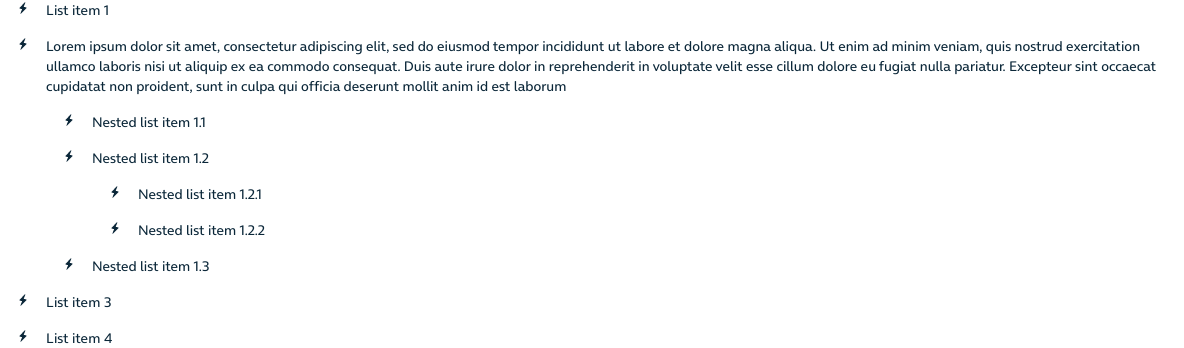 List item 1
Lorem ipsum dolor sit amet, consectetur adipiscing elit, sed do eiusmod tempor incididunt ut labore et dolore magna aliqua. Ut enim ad minim veniam, quis nostrud exercitation
ullamco laboris nisi ut aliquip ex ea commodo consequat. Duis aute irure dolor in reprehenderit in voluptate velit esse cillum dolore eu fugiat nulla pariatur. Excepteur sint occaecat
cupidatat non proident, sunt in culpa qui officia deserunt mollit anim id est laborum
Nested list item 1.1
Nested list item 1.2
Nested list item 1.2.1
Nested list item 1.2.2
Nested list item 1.3
List item 3
List item 4